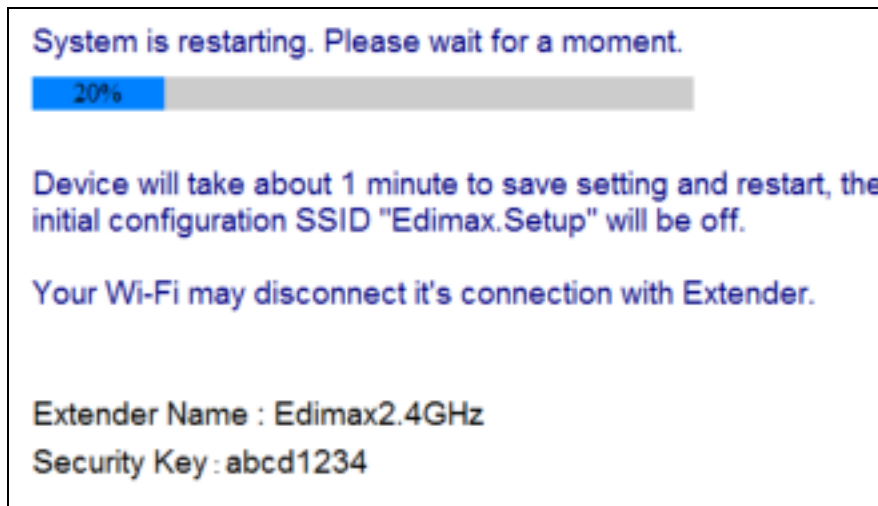 System is restarting. Please wait for a moment.
20%
Device will take about 1 minute to save setting and restart, the
initial configuration SSID "Edimax.Setup" will be off.
Your Wi-Fi may disconnect it's connection with Extender.
Extender Name : Edimax2.4GHz
Security Key : abcd1234